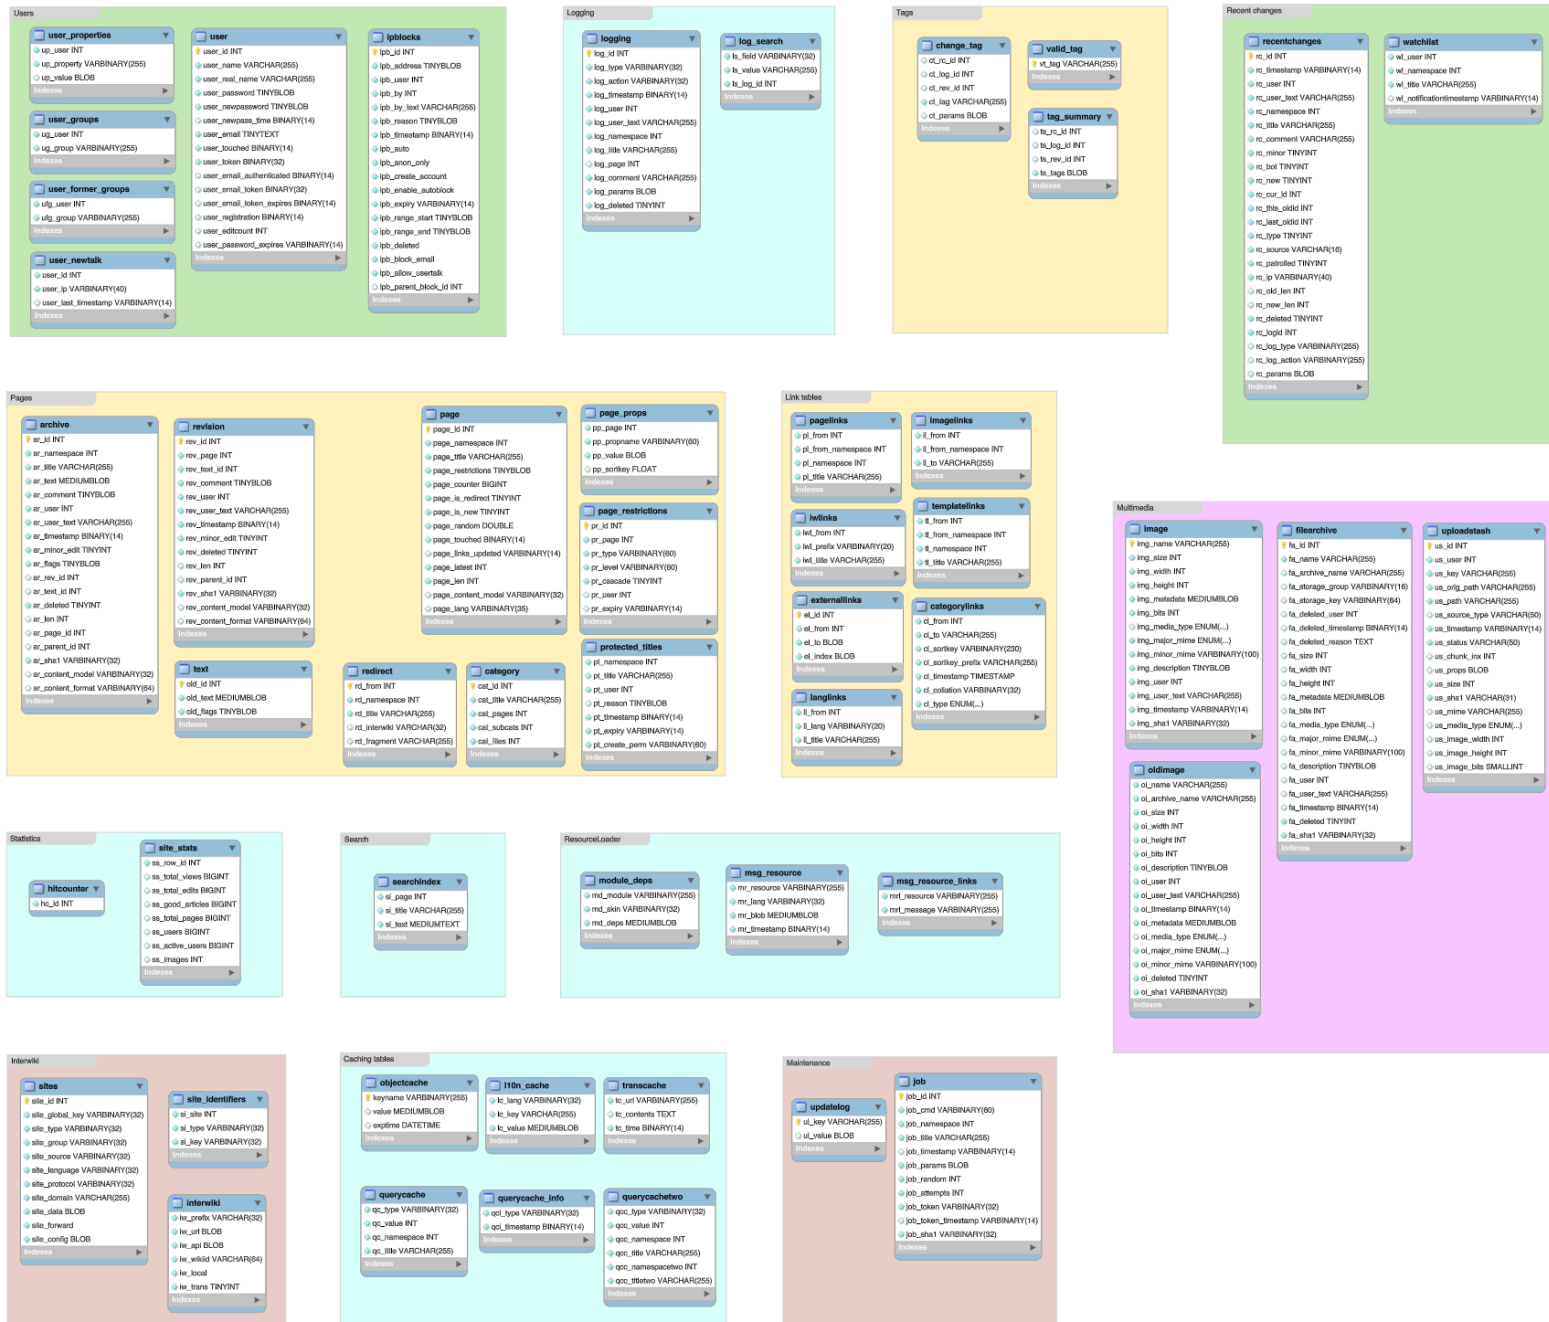 Users
user_properties
up_user INT
up_property VARBINARY(255)
up_value BLOB
Indexes
user_groups
ug_user INT
ug_group VARBINARY(255)
Indexes
user_former_groups
ufg_user INT
ufg_group VARBINARY(255)
Indexes
user_newtalk
user_id INT
user_ip VARBINARY(40)
user_last_timestamp VARBINARY(14)
Indexes
user
user_id INT
user_name VARCHAR(255)
user_real_name VARCHAR(255)
user_password TINYBLOB
user_newpassword TINYBLOB
user_newpass_time BINARY(14)
user_email TINYTEXT
user_touched BINARY(14)
user_token BINARY(32)
user_email_authenticated BINARY(14)
user_email_token BINARY(32)
user_email_token_expires BINARY(14)
user_registration BINARY(14)
user_editcount INT
user_password_expires VARBINARY(14)
Indexes
ipblocks
ipb_id INT
ipb_address TINYBLOB
ipb_user INT
ipb_by INT
ipb_by_text VARCHAR(255)
ipb_reason TINYBLOB
ipb_timestamp BINARY(14)
ipb_auto
ipb_anon_only
ipb_create_account
ipb_enable_autoblock
ipb_expiry VARBINARY(14)
ipb_range_start TINYBLOB
ipb_range_end TINYBLOB
ipb_deleted
ipb_block_email
ipb_allow_usertalk
ipb_parent_block_id INT
Indexes
Logging
logging
log_id INT
log_type VARBINARY(32)
log_action VARBINARY(32)
log_timestamp BINARY(14)
log_user INT
log_user_text VARCHAR(255)
log_namespace INT
log_title VARCHAR(255)
log_page INT
log_comment VARCHAR(255)
log_params BLOB
log_deleted TINYINT
Indexes
log_search
ls_field VARBINARY(32)
ls_value VARCHAR(255)
ls_log_id INT
Indexes
Tags
change_tag
ct_rc_id INT
ct_log_id INT
ct_rev_id INT
ct_tag VARCHAR(255)
ct_params BLOB
Indexes
valid_tag
vt_tag VARCHAR(255)
Indexes
tag_summary
ts_rc_id INT
ts_log_id INT
ts_rev_id INT
ts_tags BLOB
Indexes
Recent changes
recentchanges
rc_id INT
rc_timestamp VARBINARY(14)
rc_user INT
rc_user_text VARCHAR(255)
rc_namespace INT
rc_title VARCHAR(255)
rc_comment VARCHAR(255)
rc_minor TINYINT
rc_bot TINYINT
rc_new TINYINT
rc_cur_id INT
rc_this_oldid INT
rc_last_oldid INT
rc_type TINYINT
rc_source VARCHAR(16)
rc_patrolled TINYINT
rc_ip VARBINARY(40)
rc_old_len INT
rc_new_len INT
rc_deleted TINYINT
rc_logid INT
rc_log_type VARBINARY(255)
rc_log_action VARBINARY(255)
rc_params BLOB
Indexes
watchlist
wl_user INT
wl_namespace INT
wl_title VARCHAR(255)
wl_notificationtimestamp VARBINARY(14)
Indexes
Pages
archive
ar_id INT
ar_namespace INT
ar_title VARCHAR(255)
ar_text MEDIUMBLOB
ar_comment TINYBLOB
ar_user INT
ar_user_text VARCHAR(255)
ar_timestamp BINARY(14)
ar_minor_edit TINYINT
ar_flags TINYBLOB
ar_rev_id INT
ar_text_id INT
ar_deleted TINYINT
ar_len INT
ar_page_id INT
ar_parent_id INT
ar_sha1 VARBINARY(32)
ar_content_model VARBINARY(32)
ar_content_format VARBINARY(64)
Indexes
revision
rev_id INT
rev_page INT
rev_text_id INT
rev_comment TINYBLOB
rev_user INT
rev_user_text VARCHAR(255)
rev_timestamp BINARY(14)
rev_minor_edit TINYINT
rev_deleted TINYINT
rev_len INT
rev_parent_id INT
rev_sha1 VARBINARY(32)
rev_content_model VARBINARY(32)
rev_content_format VARBINARY(64)
Indexes
text
old_id INT
old_text MEDIUMBLOB
old_flags TINYBLOB
Indexes
page
page_id INT
page_namespace INT
page_title VARCHAR(255)
page_restrictions TINYBLOB
page_counter BIGINT
page_is_redirect TINYINT
page_is_new TINYINT
page_random DOUBLE
page_touched BINARY(14)
page_links_updated VARBINARY(14)
page_latest INT
page_len INT
page_content_model VARBINARY(32)
page_lang VARBINARY(35)
Indexes
redirect
rd_from INT
rd_namespace INT
rd_title VARCHAR(255)
rd_interwiki VARCHAR(32)
rd_fragment VARCHAR(255)
Indexes
category
cat_id INT
cat_title VARCHAR(255)
cat_pages INT
cat_subcats INT
cat_files INT
Indexes
page_props
pp_page INT
pp_propname VARBINARY(60)
pp_value BLOB
pp_sortkey FLOAT
Indexes
page_restrictions
pr_id INT
pr_page INT
pr_type VARBINARY(60)
pr_level VARBINARY(60)
pr_cascade TINYINT
pr_user INT
pr_expiry VARBINARY(14)
Indexes
protected_titles
pt_namespace INT
pt_title VARCHAR(255)
pt_user INT
pt_reason TINYBLOB
pt_timestamp BINARY(14)
pt_expiry VARBINARY(14)
pt_create_perm VARBINARY(60)
Indexes
Link tables
pagelinks
pl_from INT
pl_from_namespace INT
pl_namespace INT
pl_title VARCHAR(255)
Indexes
imagelinks
il_from INT
il_from_namespace INT
il_to VARCHAR(255)
Indexes
iwlinks
iwl_from INT
iwl_prefix VARBINARY(20)
iwl_title VARCHAR(255)
Indexes
templatelinks
tl_from INT
tl_from_namespace INT
tl_namespace INT
tl_title VARCHAR(255)
Indexes
externallinks
el_id INT
el_from INT
el_to BLOB
el_index BLOB
Indexes
categorylinks
cl_from INT
cl_to VARCHAR(255)
cl_sortkey VARBINARY(230)
cl_sortkey_prefix VARCHAR(255)
cl_timestamp TIMESTAMP
cl_collation VARBINARY(32)
cl_type ENUM(...)
Indexes
langlinks
ll_from INT
ll_lang VARBINARY(20)
ll_title VARCHAR(255)
Indexes
Multimedia
image
img_name VARCHAR(255)
img_size INT
img_width INT
img_height INT
img_metadata MEDIUMBLOB
img_bits INT
img_media_type ENUM(...)
img_major_mime ENUM(...)
img_minor_mime VARBINARY(100)
img_description TINYBLOB
img_user INT
img_user_text VARCHAR(255)
img_timestamp VARBINARY(14)
img_sha1 VARBINARY(32)
Indexes
oldimage
oi_name VARCHAR(255)
oi_archive_name VARCHAR(255)
oi_size INT
oi_width INT
oi_height INT
oi_bits INT
oi_description TINYBLOB
oi_user INT
oi_user_text VARCHAR(255)
oi_timestamp BINARY(14)
oi_metadata MEDIUMBLOB
oi_media_type ENUM(...)
oi_major_mime ENUM(...)
oi_minor_mime VARBINARY(100)
oi_deleted TINYINT
oi_sha1 VARBINARY(32)
Indexes
filearchive
fa_id INT
fa_name VARCHAR(255)
fa_archive_name VARCHAR(255)
fa_storage_group VARBINARY(16)
fa_storage_key VARBINARY(64)
fa_deleted_user INT
fa_deleted_timestamp BINARY(14)
fa_deleted_reason TEXT
fa_size INT
fa_width INT
fa_height INT
fa_metadata MEDIUMBLOB
fa_bits INT
fa_media_type ENUM(...)
fa_major_mime ENUM(...)
fa_minor_mime VARBINARY(100)
fa_description TINYBLOB
fa_user INT
fa_user_text VARCHAR(255)
fa_timestamp BINARY(14)
fa_deleted TINYINT
fa_sha1 VARBINARY(32)
Indexes
uploadstash
us_id INT
us_user INT
us_key VARCHAR(255)
us_orig_path VARCHAR(255)
us_path VARCHAR(255)
us_source_type VARCHAR(50)
us_timestamp VARBINARY(14)
us_status VARCHAR(50)
us_chunk_inx INT
us_props BLOB
us_size INT
us_sha1 VARCHAR(31)
us_mime VARCHAR(255)
us_media_type ENUM(...)
us_image_width INT
us_image_height INT
us_image_bits SMALLINT
Indexes
Statistics
hitcounter
hc_id INT
site_stats
ss_row_id INT
ss_total_views BIGINT
ss_total_edits BIGINT
ss_good_articles BIGINT
ss_total_pages BIGINT
ss_users BIGINT
ss_active_users BIGINT
ss_images INT
Indexes
Search
searchindex
si_page INT
si_title VARCHAR(255)
si_text MEDIUMTEXT
Indexes
ResourceLoader
module_deps
md_module VARBINARY(255)
md_skin VARBINARY(32)
md_deps MEDIUMBLOB
Indexes
msg_resource
mr_resource VARBINARY(255)
mr_lang VARBINARY(32)
mr_blob MEDIUMBLOB
mr_timestamp BINARY(14)
Indexes
msg_resource_links
mrl_resource VARBINARY(255)
mrl_message VARBINARY(255)
Indexes
Interwiki
sites
site_id INT
site_global_key VARBINARY(32)
site_type VARBINARY(32)
site_group VARBINARY(32)
site_source VARBINARY(32)
site_language VARBINARY(32)
site_protocol VARBINARY(32)
site_domain VARCHAR(255)
site_data BLOB
site_forward
site_config BLOB
Indexes
site_identifiers
si_site INT
si_type VARBINARY(32)
si_key VARBINARY(32)
Indexes
interwiki
iw_prefix VARCHAR(32)
iw_url BLOB
iw_api BLOB
iw_wikiid VARCHAR(64)
iw_local
iw_trans TINYINT
Indexes
Caching tables
objectcache
keyname VARBINARY(255)
value MEDIUMBLOB
exptime DATETIME
Indexes
l10n_cache
lc_lang VARBINARY(32)
lc_key VARCHAR(255)
lc_value MEDIUMBLOB
Indexes
transcache
tc_url VARBINARY(255)
tc_contents TEXT
tc_time BINARY(14)
Indexes
querycache
qc_type VARBINARY(32)
qc_value INT
qc_namespace INT
qc_title VARCHAR(255)
Indexes
querycache_info
qci_type VARBINARY(32)
qci_timestamp BINARY(14)
Indexes
querycachetwo
qcc_type VARBINARY(32)
qcc_value INT
qcc_namespace INT
qcc_title VARCHAR(255)
qcc_namespacetwo INT
qcc_titletwo VARCHAR(255)
Indexes
Maintenance
updatelog
ul_key VARCHAR(255)
ul_value BLOB
Indexes
job
job_id INT
job_cmd VARBINARY(60)
job_namespace INT
job_title VARCHAR(255)
job_timestamp VARBINARY(14)
job_params BLOB
job_random INT
job_attempts INT
job_token VARBINARY(32)
job_token_timestamp VARBINARY(14)
job_sha1 VARBINARY(32)
Indexes